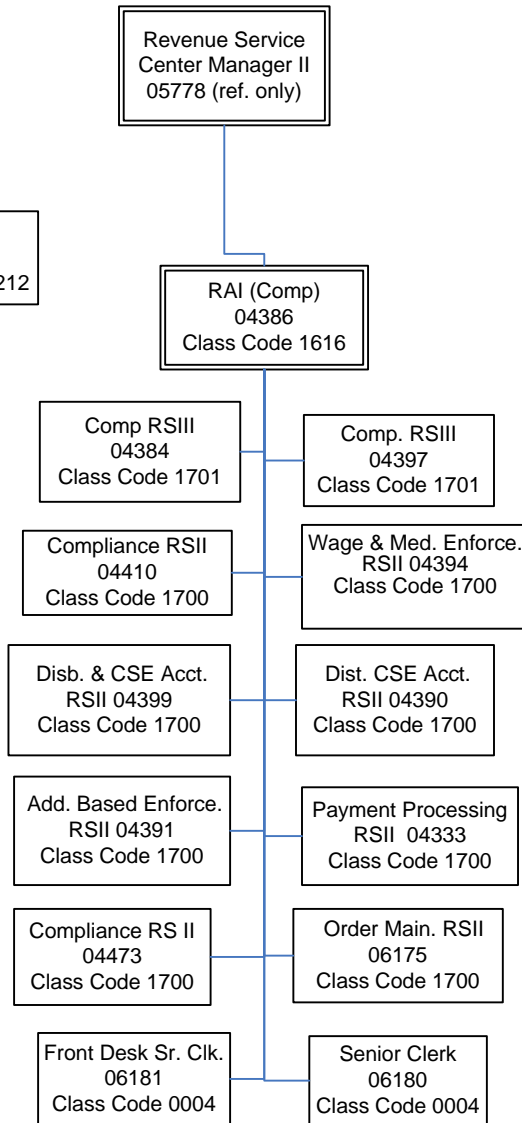 Revenue Service
Center Manager II
05778 (ref. only)
212
RAI (Comp)
04386
Class Code 1616
Comp RSIII
04384
Class Code 1701
Comp. RSIII
04397
Class Code 1701
Compliance RSII
04410
Class Code 1700
Wage & Med. Enforce.
RSII 04394
Class Code 1700
Disb. & CSE Acct.
RSII 04399
Class Code 1700
Dist. CSE Acct.
RSII 04390
Class Code 1700
Add. Based Enforce.
RSII 04391
Class Code 1700
Payment Processing
RSII  04333
Class Code 1700
Compliance RS II
04473
Class Code 1700
Order Main. RSII
06175
Class Code 1700
Front Desk Sr. Clk.
06181
Class Code 0004
Senior Clerk
06180
Class Code 0004